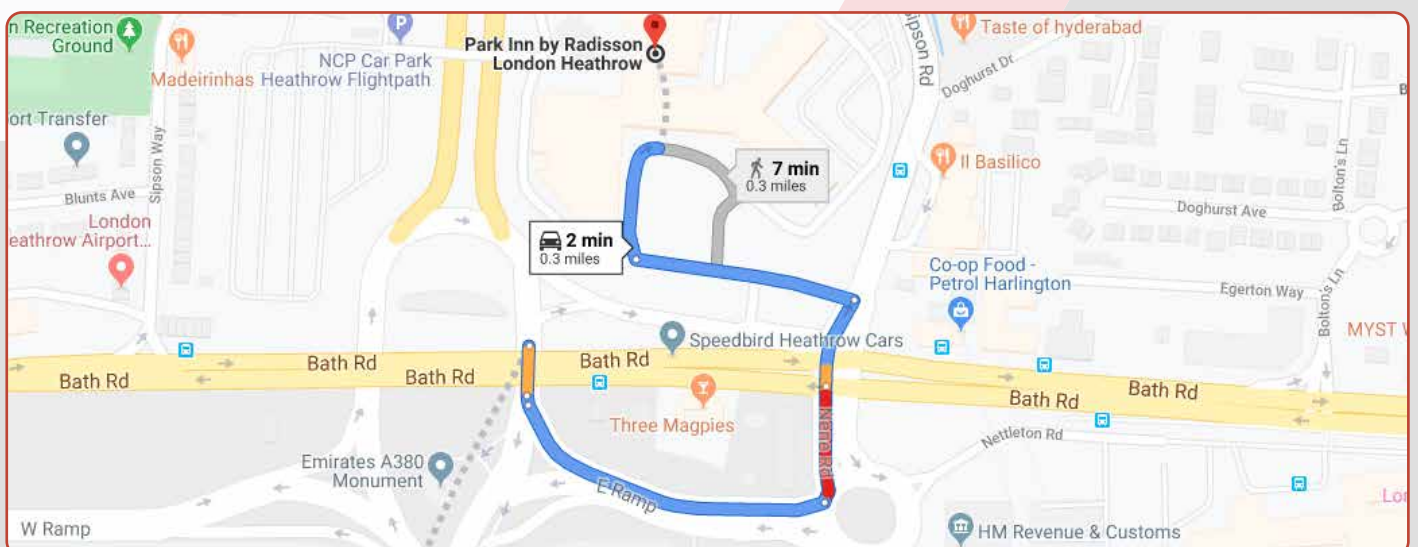 n Recreation
Ground
Madeirinhas
P
NCP Car Park
Heathrow Flightpath
Park Inn by Radisson
London Heathrow
Sipson Rd
Taste of hyderabad
Doghurst Dr
ort Transfer
Sipson Way
Blunts Ave
London
eathrow Airport...
7 min
0.3 miles
2 min
0.3 miles
Il Basilico
Doghurst Ave
Bolton's Ln
B
Co-op Food -
Petrol Harlington
Egerton Way
Bolton's Ln
MYST
Speedbird Heathrow Cars
Bath Rd
Bath Rd
Bath Rd
Bath Rd
Bath Rd
Bath Rd
Three Magpies
Nene Rd
Nettleton Rd
Emirates A380
Monument
E Ramp
W Ramp
HM Revenue & Customs
Lo